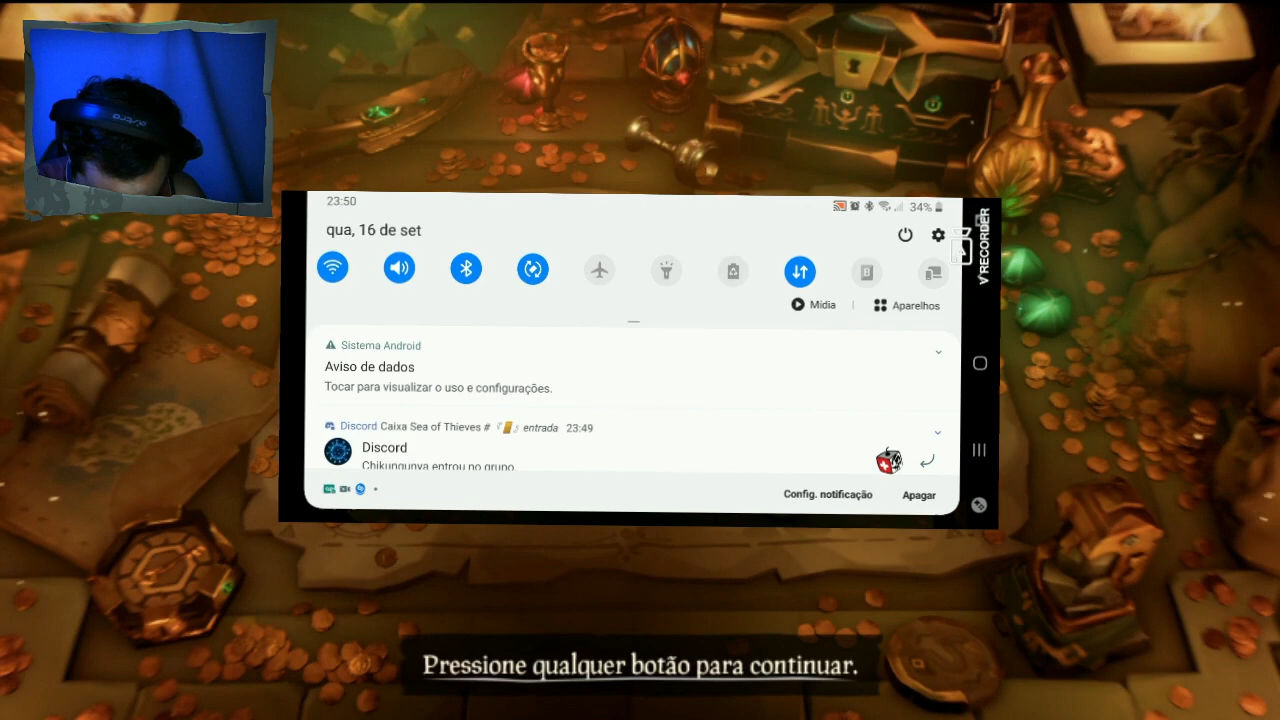 23:50
34%
qua, 16 de set
Mídia
Aparelhos
Sistema Android
Aviso de dados
Tocar para visualizar o uso e configurações.
Discord Caixa Sea of Thieves # entrada 23:49
Discord
Chikungunya entrou no grupo.
Config. notificação
Apagar
V RECORDER
Pressione qualquer botão para continuar.